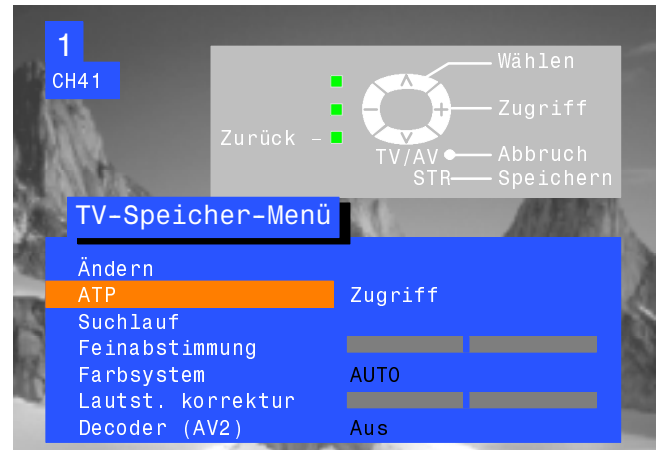 1
CH41
Wählen
Zugriff
Zurück –
TV/AV Abbruch
STR Speichern
TV-Speicher-Menü
Ändern
ATP Zugriff
Suchlauf
Feinabstimmung
Farbsystem AUTO
Lautst. korrektur
Decoder (AV2) Aus